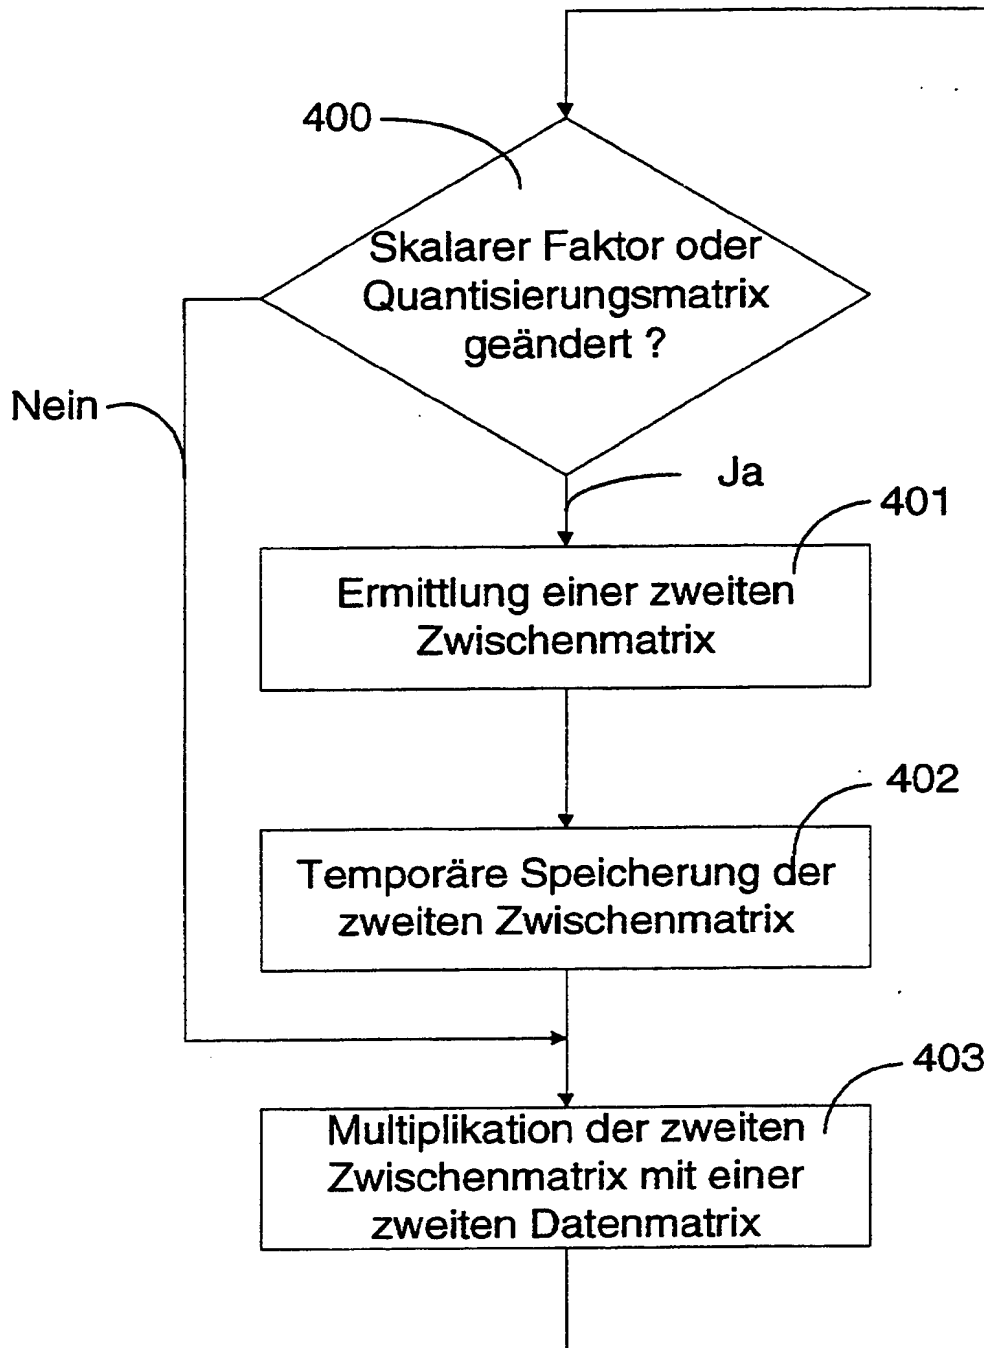 400
Skalarer Faktor oder
Quantisierungsmatrix
geändert ?
Nein
Ja
401
Ermittlung einer zweiten
Zwischenmatrix
402
Temporäre Speicherung der
zweiten Zwischenmatrix
403
Multiplikation der zweiten
Zwischenmatrix mit einer
zweiten Datenmatrix